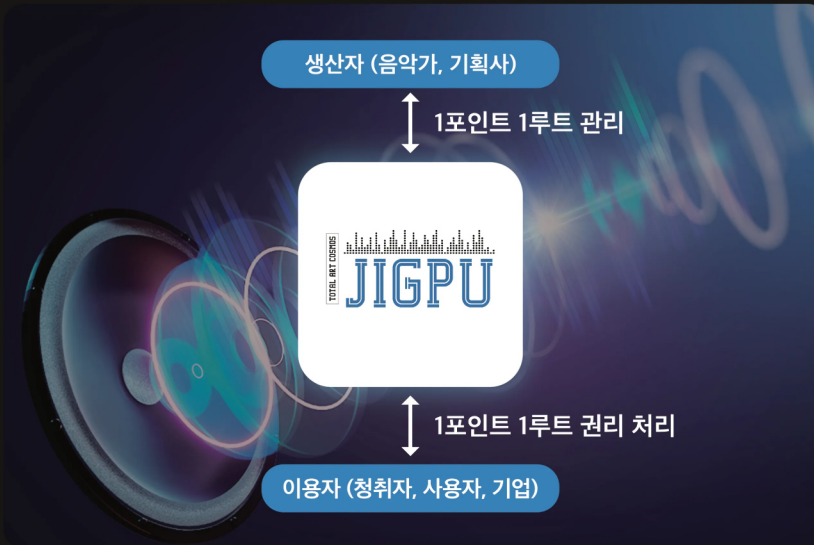 생산자 (음악가, 기획사)
1포인트 1루트 관리
TOTAL ART COSMOS
JIGPU
1포인트 1루트 권리 처리
이용자 (청취자, 사용자, 기업)